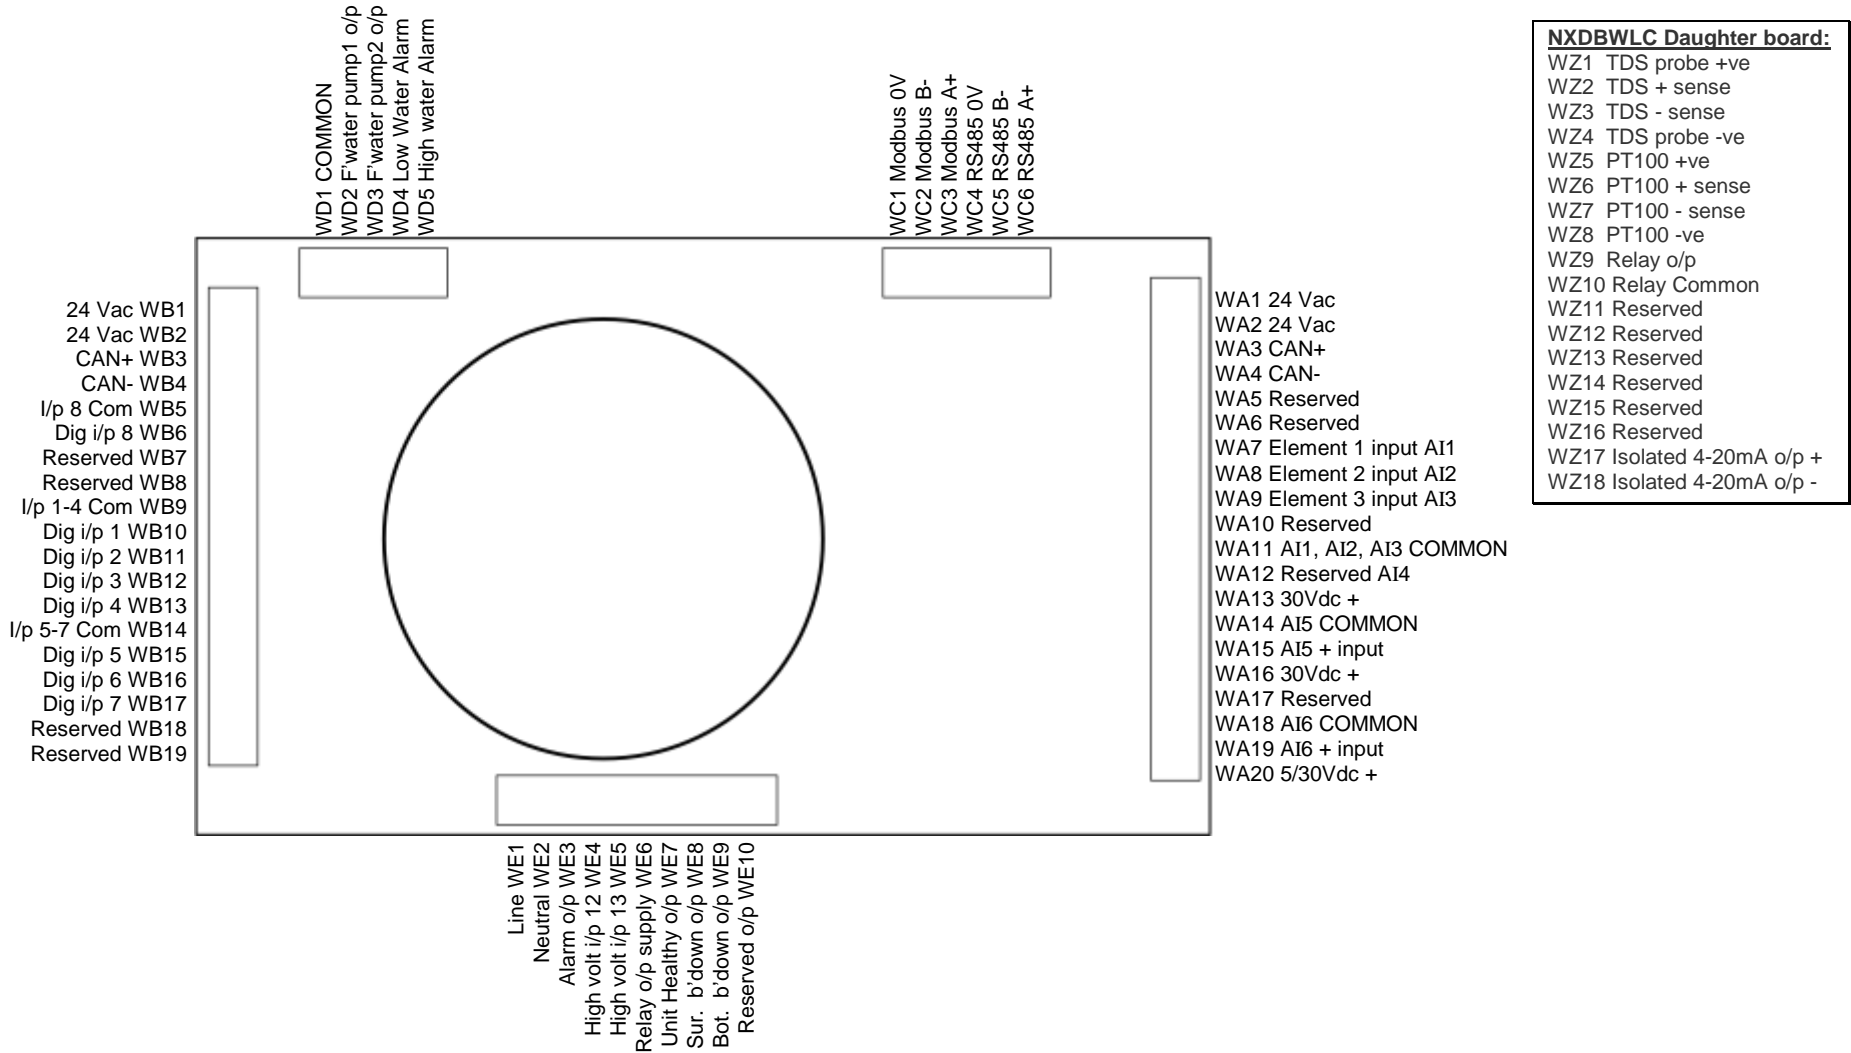 WD1 COMMON
WD2 F'water pump1 o/p
WD3 F'water pump2 o/p
WD4 Low Water Alarm
WD5 High water Alarm
WC1 Modbus 0V
WC2 Modbus B-
WC3 Modbus A+
WC4 RS485 0V
WC5 RS485 B-
WC6 RS485 A+
NXDBWLC Daughter board:
WZ1 TDS probe +ve
WZ2 TDS + sense
WZ3 TDS - sense
WZ4 TDS probe -ve
WZ5 PT100 +ve
WZ6 PT100 + sense
WZ7 PT100 - sense
WZ8 PT100 -ve
WZ9 Relay o/p
WZ10 Relay Common
WZ11 Reserved
WZ12 Reserved
WZ13 Reserved
WZ14 Reserved
WZ15 Reserved
WZ16 Reserved
WZ17 Isolated 4-20mA o/p +
WZ18 Isolated 4-20mA o/p -
24 Vac WB1
24 Vac WB2
CAN+ WB3
CAN- WB4
I/p 8 Com WB5
Dig i/p 8 WB6
Reserved WB7
Reserved WB8
I/p 1-4 Com WB9
Dig i/p 1 WB10
Dig i/p 2 WB11
Dig i/p 3 WB12
Dig i/p 4 WB13
I/p 5-7 Com WB14
Dig i/p 5 WB15
Dig i/p 6 WB16
Dig i/p 7 WB17
Reserved WB18
Reserved WB19
WA1 24 Vac
WA2 24 Vac
WA3 CAN+
WA4 CAN-
WA5 Reserved
WA6 Reserved
WA7 Element 1 input AI1
WA8 Element 2 input AI2
WA9 Element 3 input AI3
WA10 Reserved
WA11 AI1, AI2, AI3 COMMON
WA12 Reserved AI4
WA13 30Vdc +
WA14 AI5 COMMON
WA15 AI5 + input
WA16 30Vdc +
WA17 Reserved
WA18 AI6 COMMON
WA19 AI6 + input
WA20 5/30Vdc +
Line WE1
Neutral WE2
Alarm o/p WE3
High volt i/p 12 WE4
High volt i/p 13 WE5
Relay o/p supply WE6
Unit Healthy o/p WE7
Sur. b'down o/p WE8
Bot. b'down o/p WE9
Reserved o/p WE10